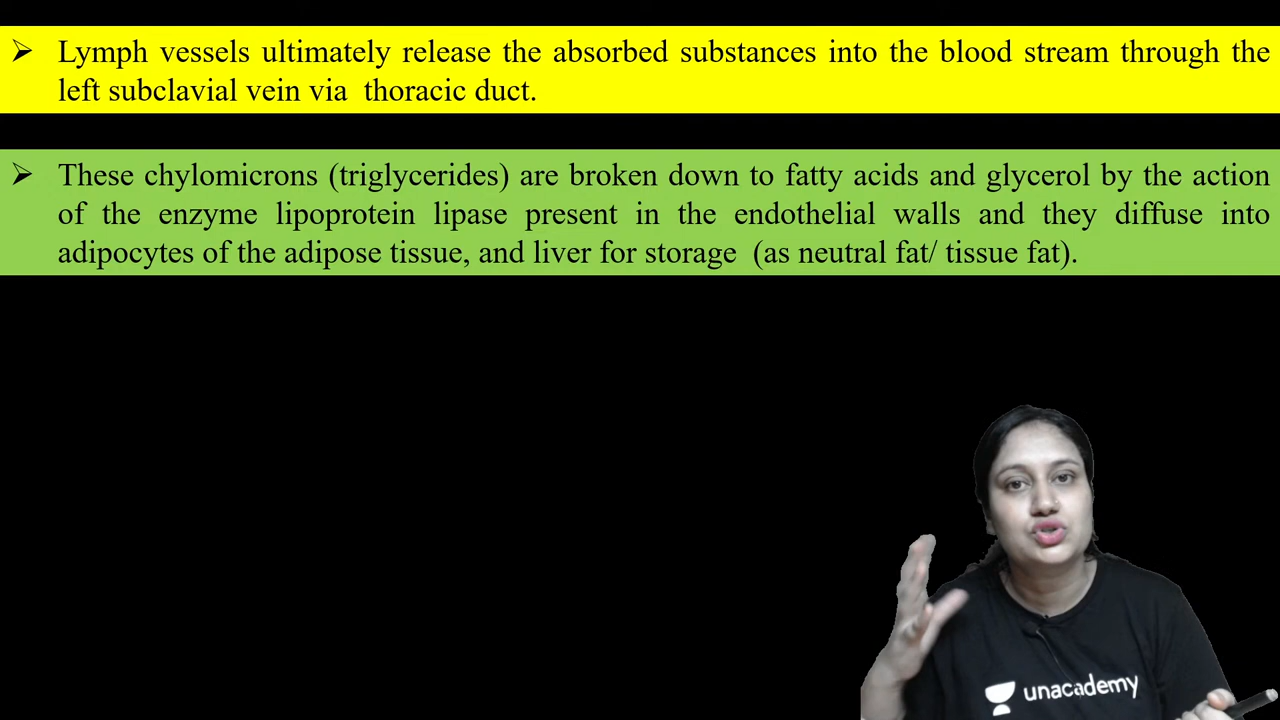 ➢ Lymph vessels ultimately release the absorbed substances into the blood stream through the
left subclavial vein via thoracic duct.
➢ These chylomicrons (triglycerides) are broken down to fatty acids and glycerol by the action
of the enzyme lipoprotein lipase present in the endothelial walls and they diffuse into
adipocytes of the adipose tissue, and liver for storage (as neutral fat/ tissue fat).
unacademy